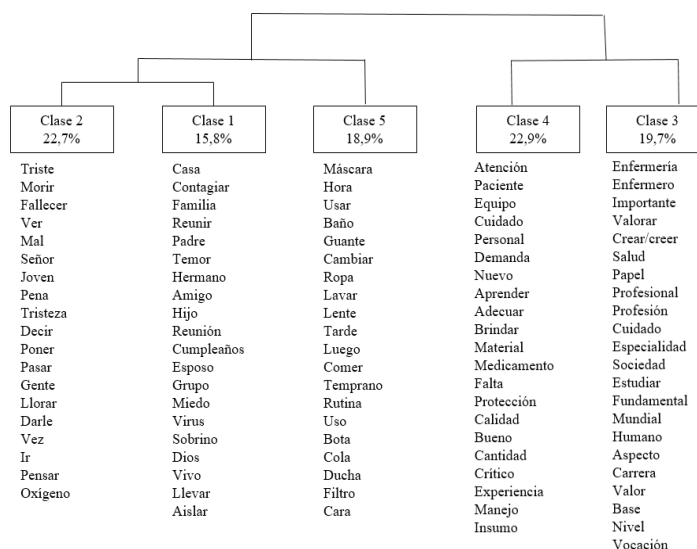 Clase 2
22,7%
Triste
Morir
Fallecer
Ver
Mal
Señor
Joven
Pena
Tristeza
Decir
Poner
Pasar
Gente
Llorar
Darle
Vez
Ir
Pensar
Oxígeno
Clase 1
15,8%
Casa
Contagiar
Familia
Reunir
Padre
Temor
Hermano
Amigo
Hijo
Reunión
Cumpleaños
Esposo
Grupo
Miedo
Virus
Sobrino
Dios
Vivo
Llevar
Aislar
Clase 5
18,9%
Máscara
Hora
Usar
Baño
Guante
Cambiar
Ropa
Lavar
Lente
Tarde
Luego
Comer
Temprano
Rutina
Uso
Bota
Cola
Ducha
Filtro
Cara
Clase 4
22,9%
Atención
Paciente
Equipo
Cuidado
Personal
Demanda
Nuevo
Aprender
Adecuar
Brindar
Material
Medicamento
Falta
Protección
Calidad
Bueno
Cantidad
Crítico
Experiencia
Manejo
Insumo
Clase 3
19,7%
Enfermería
Enfermero
Importante
Valorar
Crear/creer
Salud
Papel
Profesional
Profesión
Cuidado
Especialidad
Sociedad
Estudiar
Fundamental
Mundial
Humano
Aspecto
Carrera
Valor
Base
Nivel
Vocación